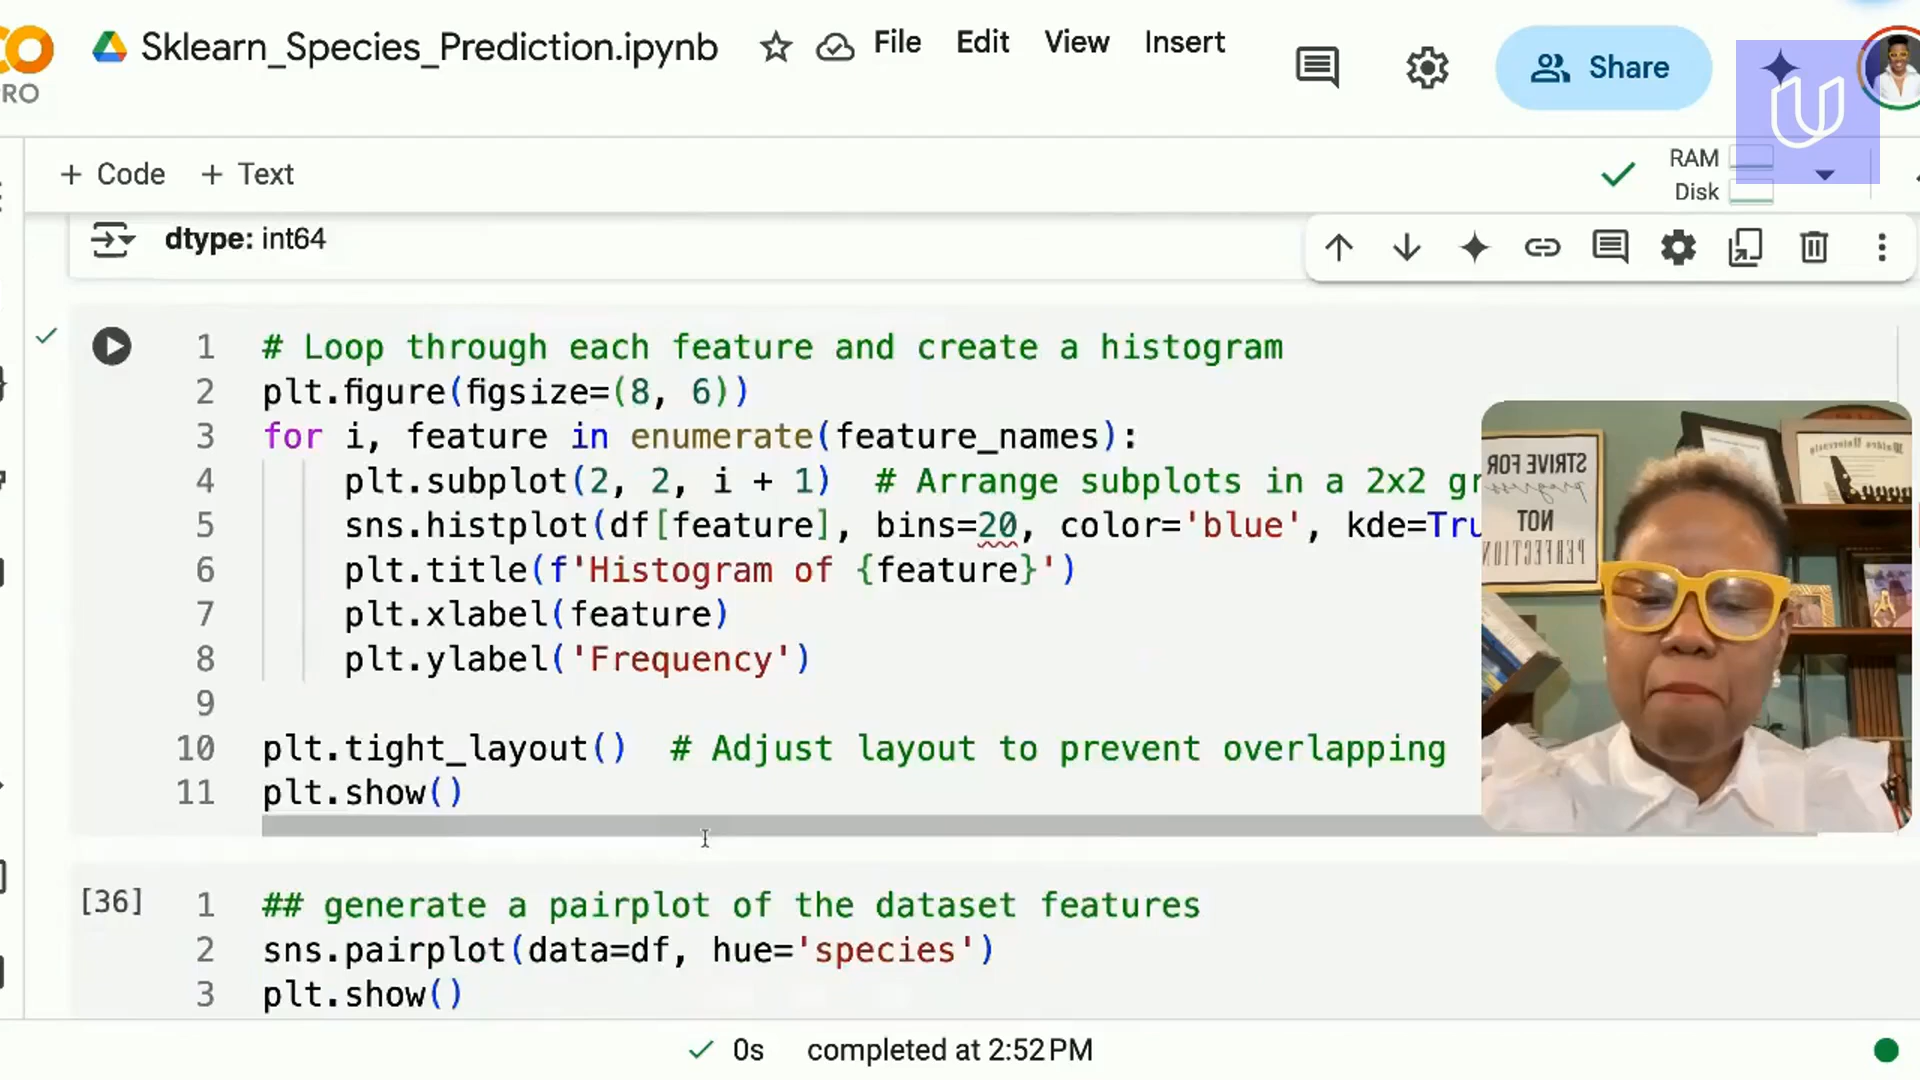 CO
PRO
Sklearn_Species_Prediction.ipynb
File Edit View Insert
Share
+ Code + Text
RAM
Disk
dtype: int64
1 # Loop through each feature and create a histogram
2 plt.figure(figsize=(8, 6))
3 for i, feature in enumerate(feature_names):
4 plt.subplot(2, 2, i + 1) # Arrange subplots in a 2x2 gr
5 sns.histplot(df[feature], bins=20, color='blue', kde=Tru
6 plt.title(f'Histogram of {feature}')
7 plt.xlabel(feature)
8 plt.ylabel('Frequency')
9
10 plt.tight_layout() # Adjust layout to prevent overlapping
11 plt.show()
STRIVE FOR
progress
NOT
PERFECTION
[36] 1 ## generate a pairplot of the dataset features
2 sns.pairplot(data=df, hue='species')
3 plt.show()
0s completed at 2:52 PM